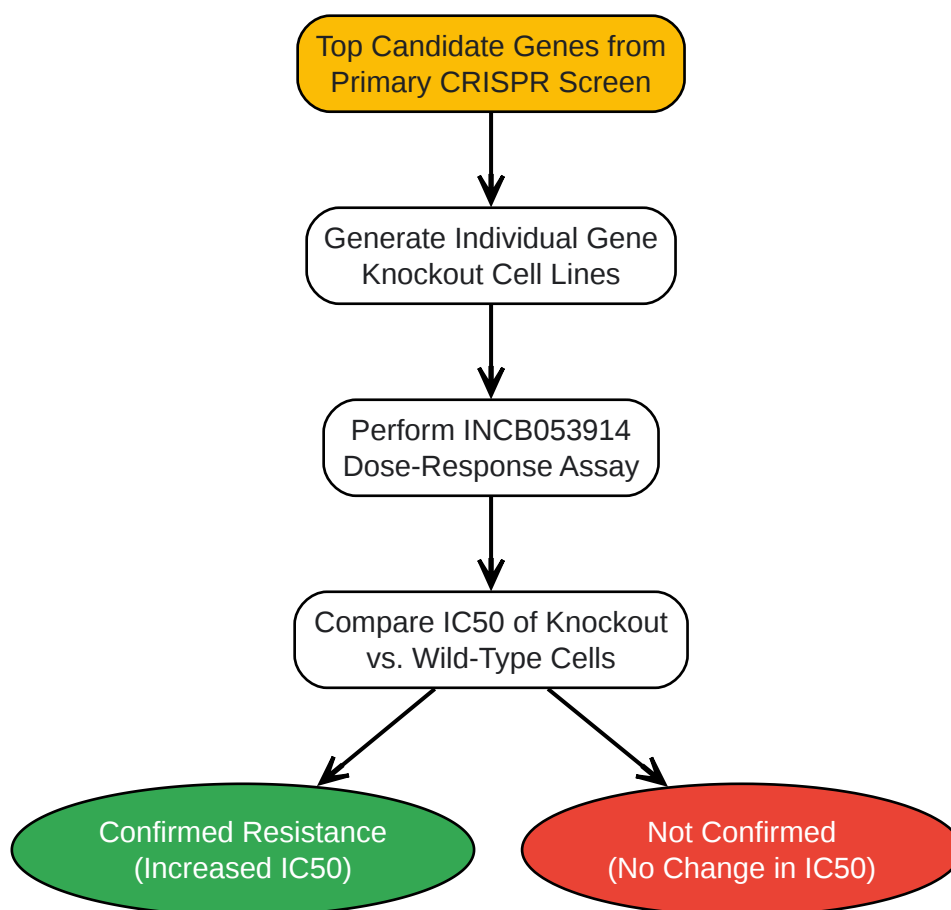 Top Candidate Genes from
Primary CRISPR Screen
Generate Individual Gene
Knockout Cell Lines
Perform INCB053914
Dose-Response Assay
Compare IC50 of Knockout
vs. Wild-Type Cells
Confirmed Resistance
(Increased IC50)
Not Confirmed
(No Change in IC50)